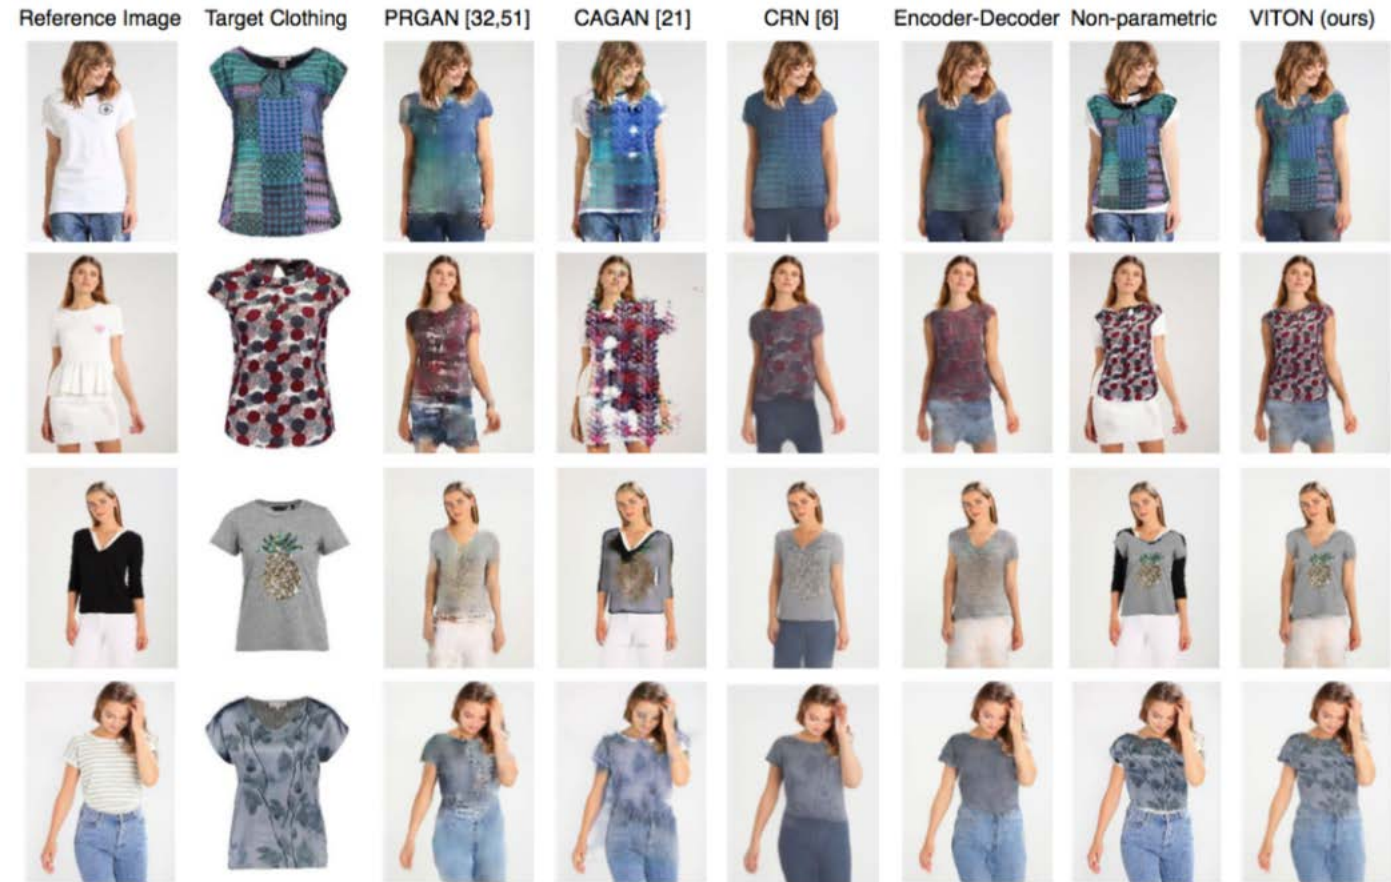 Reference Image Target Clothing PRGAN [32,51] CAGAN [21] CRN [6] Encoder-Decoder Non-parametric VITON (ours)